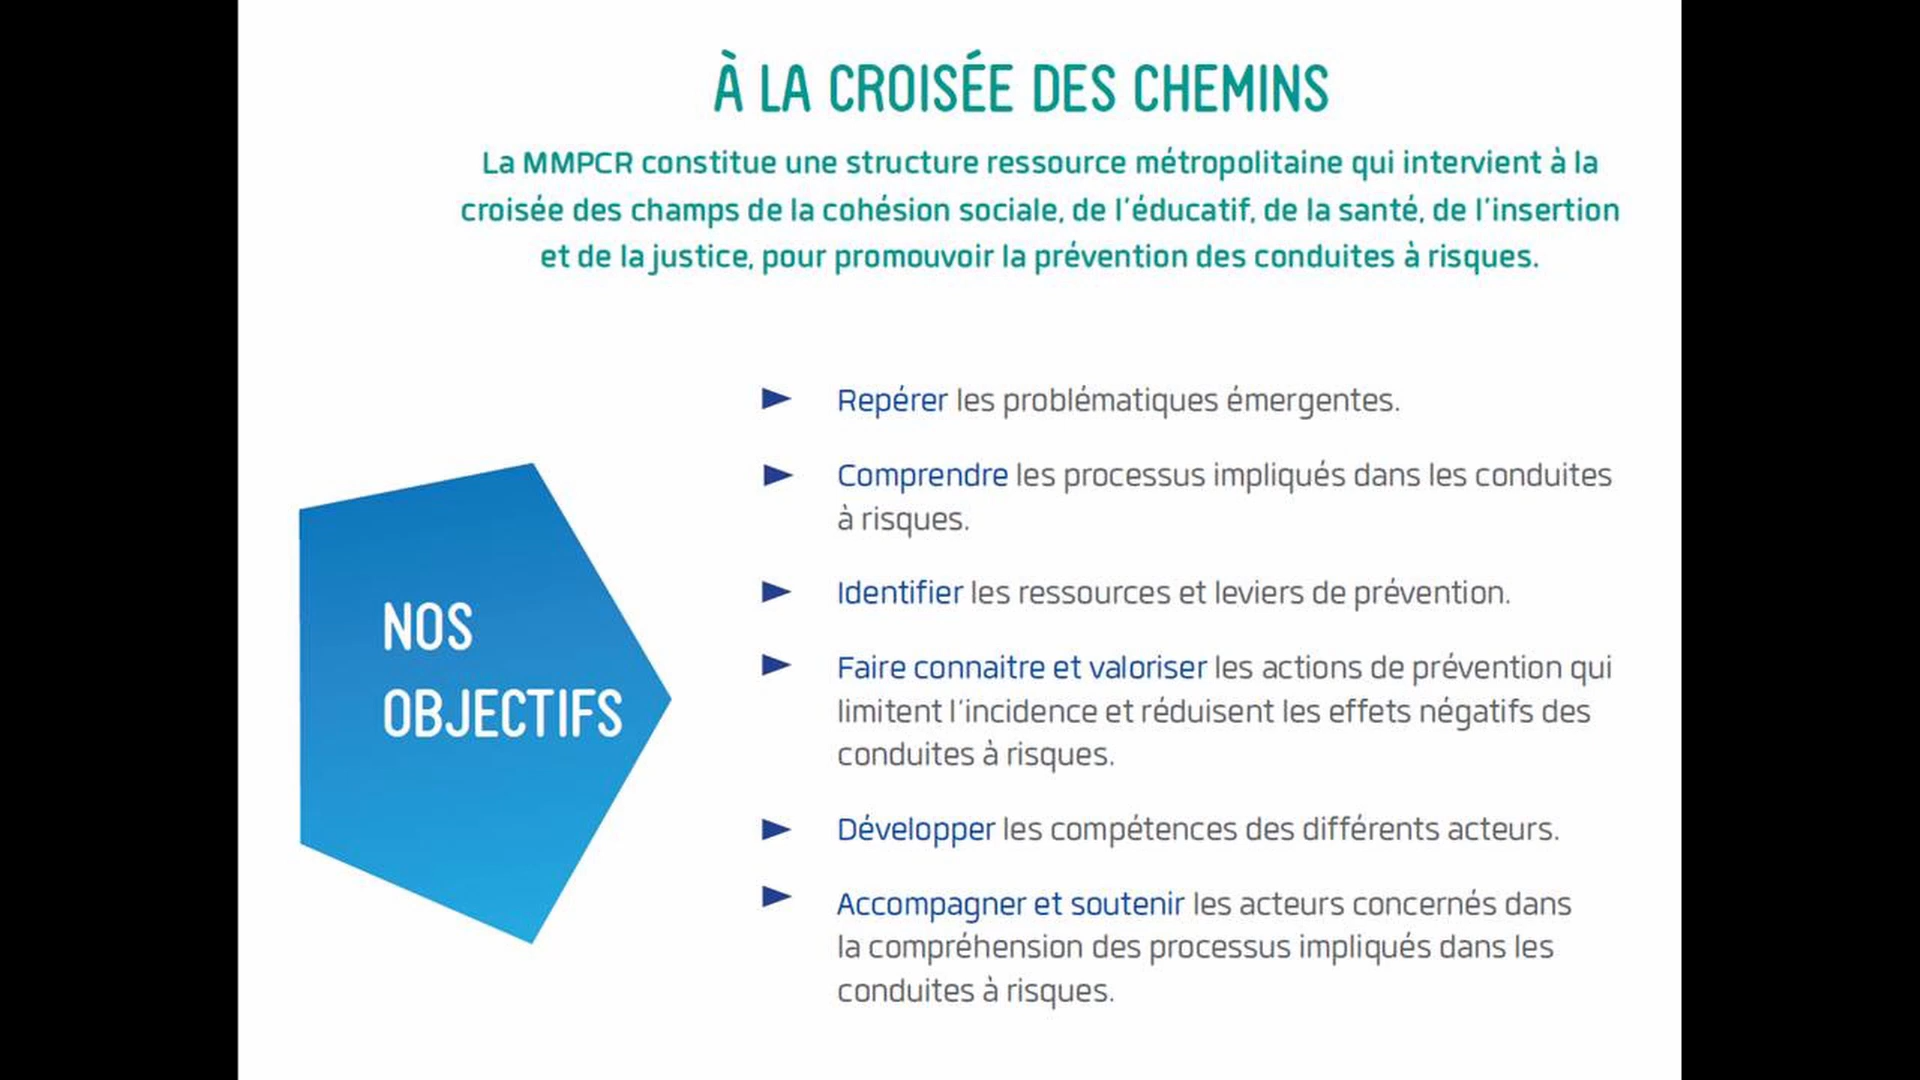 À LA CROISÉE DES CHEMINS
La MMPCR constitue une structure ressource métropolitaine qui intervient à la
croisée des champs de la cohésion sociale, de l'éducatif, de la santé, de l'insertion
et de la justice, pour promouvoir la prévention des conduites à risques.
NOS
OBJECTIFS
► Repérer les problématiques émergentes.
► Comprendre les processus impliqués dans les conduites
à risques.
► Identifier les ressources et leviers de prévention.
► Faire connaitre et valoriser les actions de prévention qui
limitent l'incidence et réduisent les effets négatifs des
conduites à risques.
► Développer les compétences des différents acteurs.
► Accompagner et soutenir les acteurs concernés dans
la compréhension des processus impliqués dans les
conduites à risques.